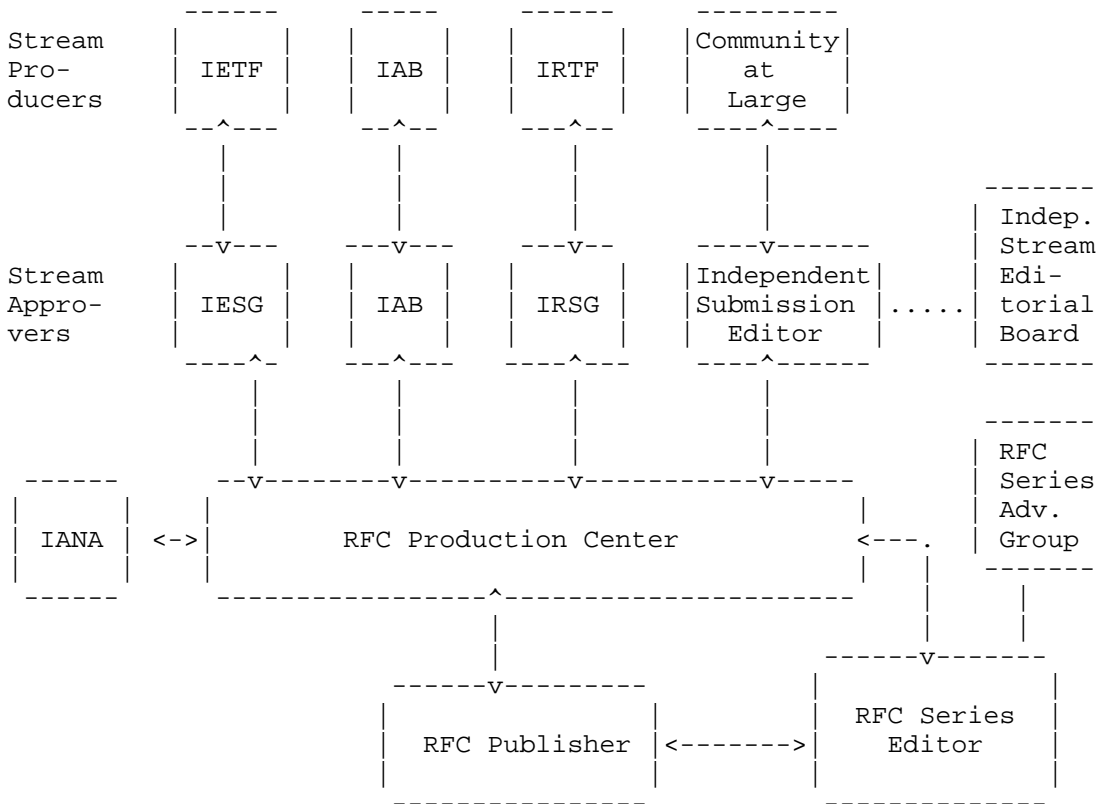 Stream
Pro-
ducers
IETF
IAB
IRTF
Community
at
Large
Stream
Appro-
vers
IESG
IAB
IRSG
Independent
Submission
Editor
.....
Indep.
Stream
Edi-
torial
Board
IANA
<->
RFC Production Center
<---.
RFC
Series
Adv.
Group
RFC Publisher
<------->
RFC Series
Editor